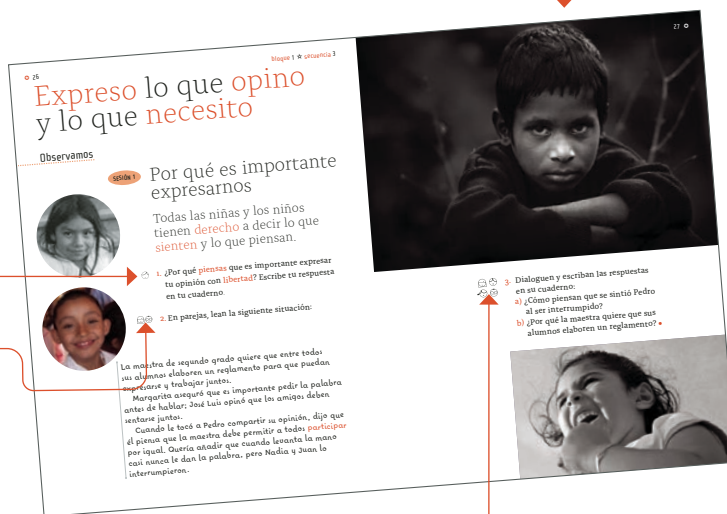 26
bloque 1 ☆ secuencia 3
Expreso lo que opino
y lo que necesito
Observamos
SESIÓN 1
Por qué es importante
expresarnos
Todas las niñas y los niños
tienen derecho a decir lo que
sienten y lo que piensan.
1. ¿Por qué piensas que es importante expresar
tu opinión con libertad? Escribe tu respuesta
en tu cuaderno
2. En parejas, lean la siguiente situación:
La maestra de segundo grado quiere que entre todos
sus alumnos elaboren un reglamento para que puedan
expresarse y trabajar juntos.
Margarita aseguró que es importante pedir la palabra
antes de hablar; José Luis opinó que los amigos deben
sentarse juntos.
Cuando le tocó a Pedro compartir su opinión, dijo que
él piensa que la maestra debe permitir a todos participar
por igual. Quería añadir que cuando levanta la mano
casi nunca le dan la palabra, pero Nadia y Juan lo
interrumpieron.
27
3. Dialoguen y escriban las respuestas
en su cuaderno:
a) ¿Cómo piensan que se sintió Pedro
al ser interrumpido?
b) ¿Por qué la maestra quiere que sus
alumnos elaboren un reglamento?